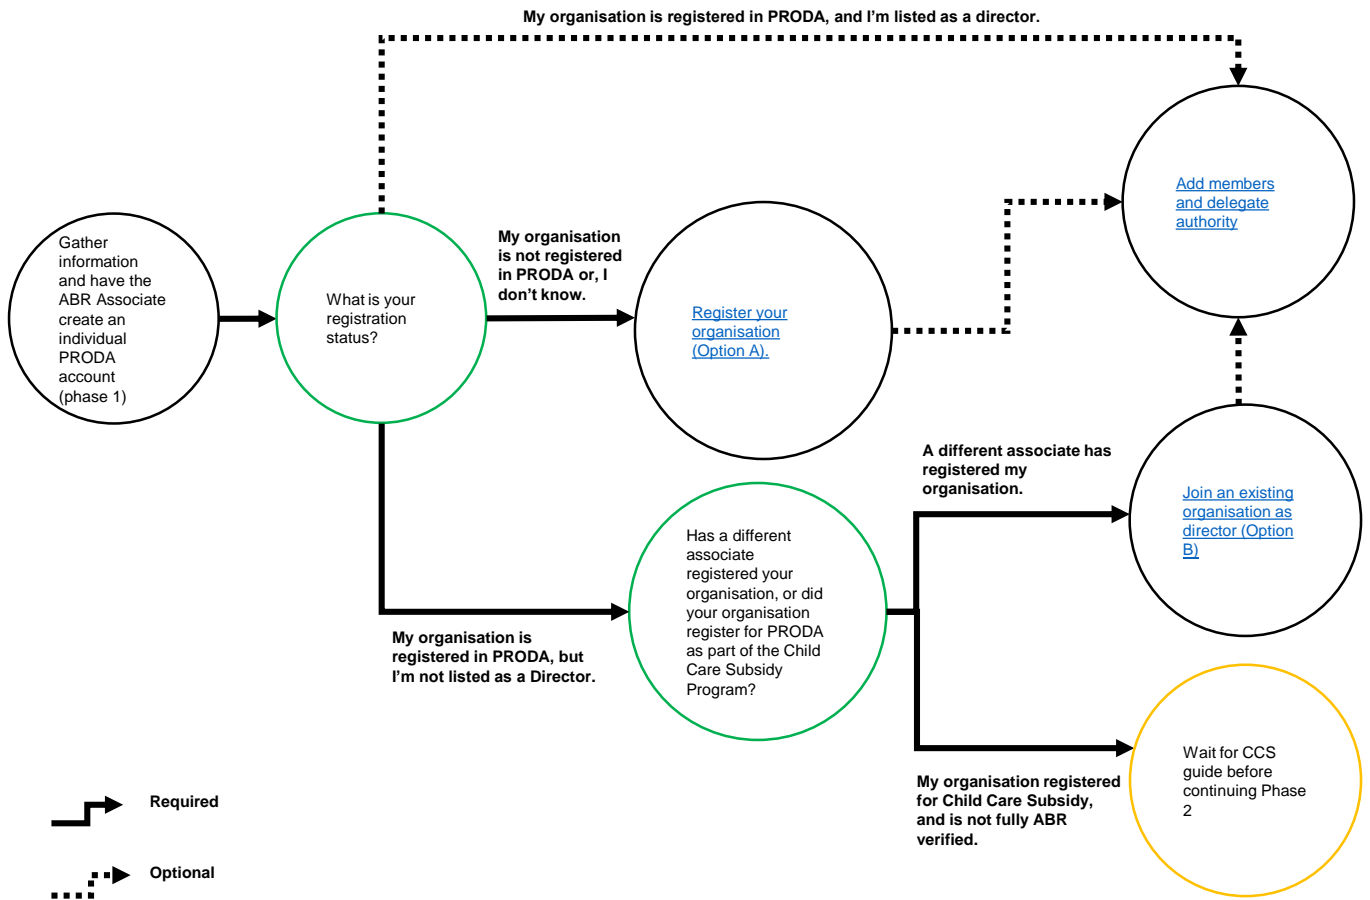 My organisation is registered in PRODA, and I'm listed as a director.
Gather
information
and have the
ABR Associate
create an
individual
PRODA
account
(phase 1)
What is your
registration
status?
My organisation
is not registered
in PRODA or, I
don't know.
Register your
organisation
(Option A).
Add members
and delegate
authority
My organisation is
registered in PRODA, but
I'm not listed as a Director.
Has a different
associate
registered your
organisation, or did
your organisation
register for PRODA
as part of the Child
Care Subsidy
Program?
A different associate has
registered my
organisation.
Join an existing
organisation as
director (Option
B)
My organisation registered
for Child Care Subsidy,
and is not fully ABR
verified.
Wait for CCS
guide before
continuing Phase
2
Required
Optional